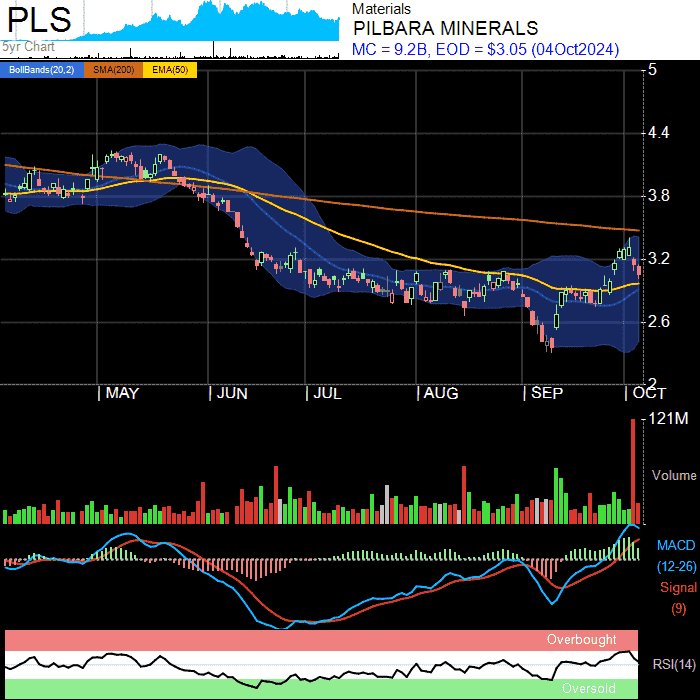 PLS
5yr Chart
Materials
PILBARA MINERALS
MC = 9.2B, EOD = $3.05 (04Oct2024)
BollBands(20,2) SMA(200) EMA(50)
5
4.4
3.8
3.2
2.6
2
MAY JUN JUL AUG SEP OCT
121M
Volume
MACD
(12-26)
Signal
(9)
Overbought
RSI(14)
Oversold